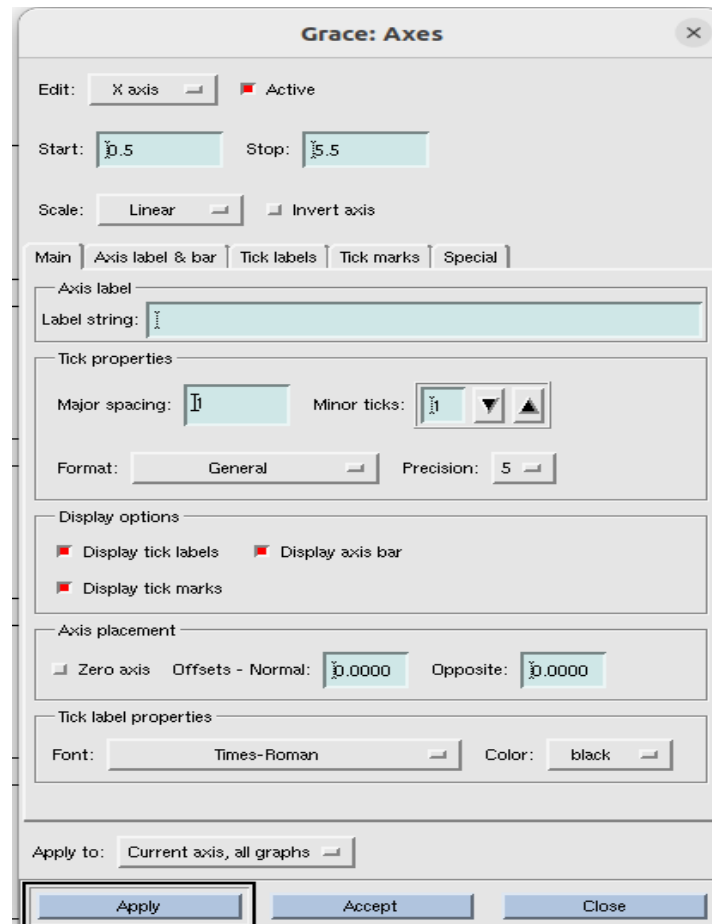 Grace: Axes
Edit: X axis Active
Start: 0.5 Stop: 5.5
Scale: Linear Invert axis
Main Axis label & bar Tick labels Tick marks Special
Axis label
Label string:
Tick properties
Major spacing: 1 Minor ticks: 1
Format: General Precision: 5
Display options
Display tick labels Display axis bar
Display tick marks
Axis placement
Zero axis Offsets - Normal: 0.0000 Opposite: 0.0000
Tick label properties
Font: Times-Roman Color: black
Apply to: Current axis, all graphs
Apply Accept Close